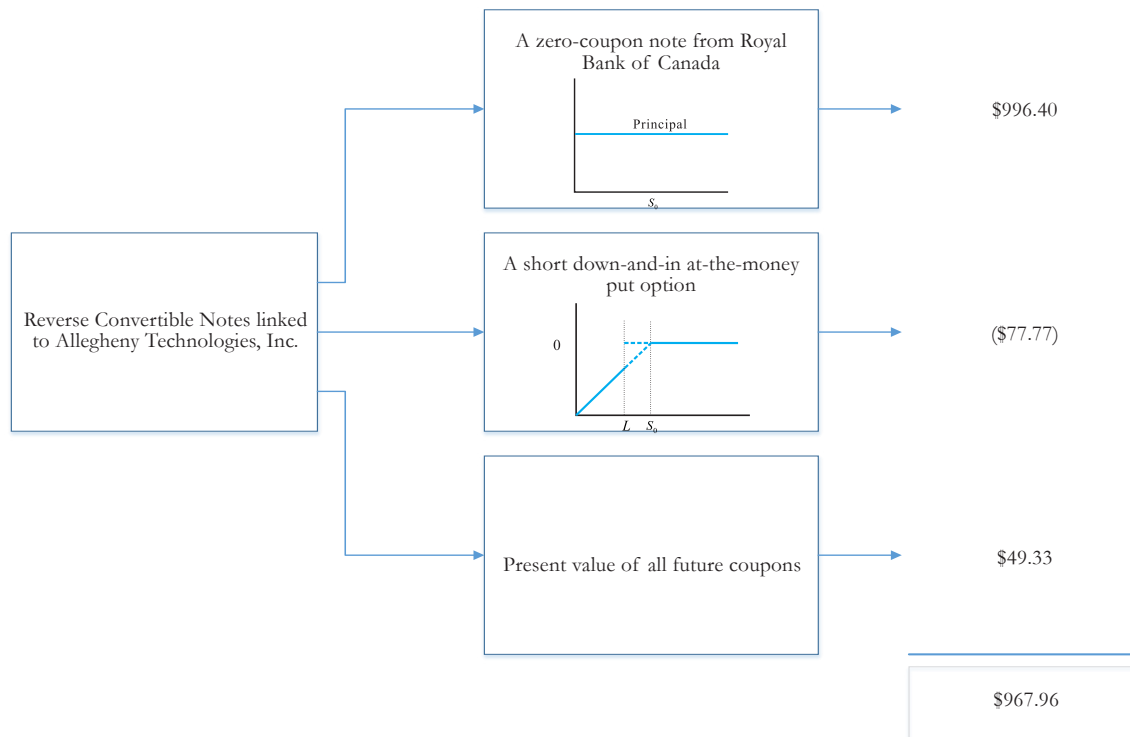 A zero-coupon note from Royal
Bank of Canada
Principal
S₀
$996.40
Reverse Convertible Notes linked
to Allegheny Technologies, Inc.
A short down-and-in at-the-money
put option
0
L S₀
($77.77)
Present value of all future coupons
$49.33
$967.96